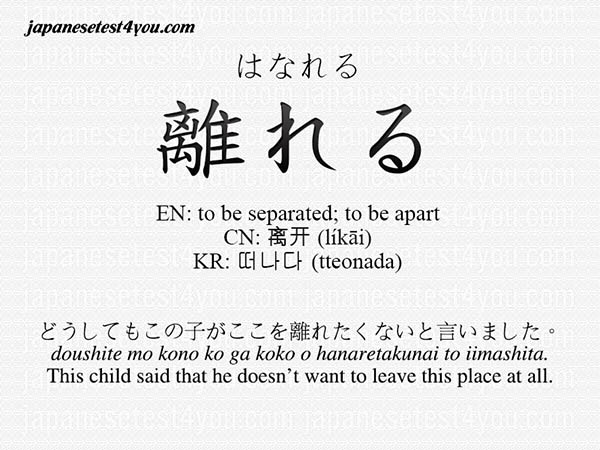 japanesetest4you.com
はなれる
離れる
EN: to be separated; to be apart
CN: 离开 (líkāi)
KR: 떠나다 (tteonada)
どうしてもこの子がここを離れたくないと言いました。
doushite mo kono ko ga koko o hanaretakunai to iimashita.
This child said that he doesn't want to leave this place at all.